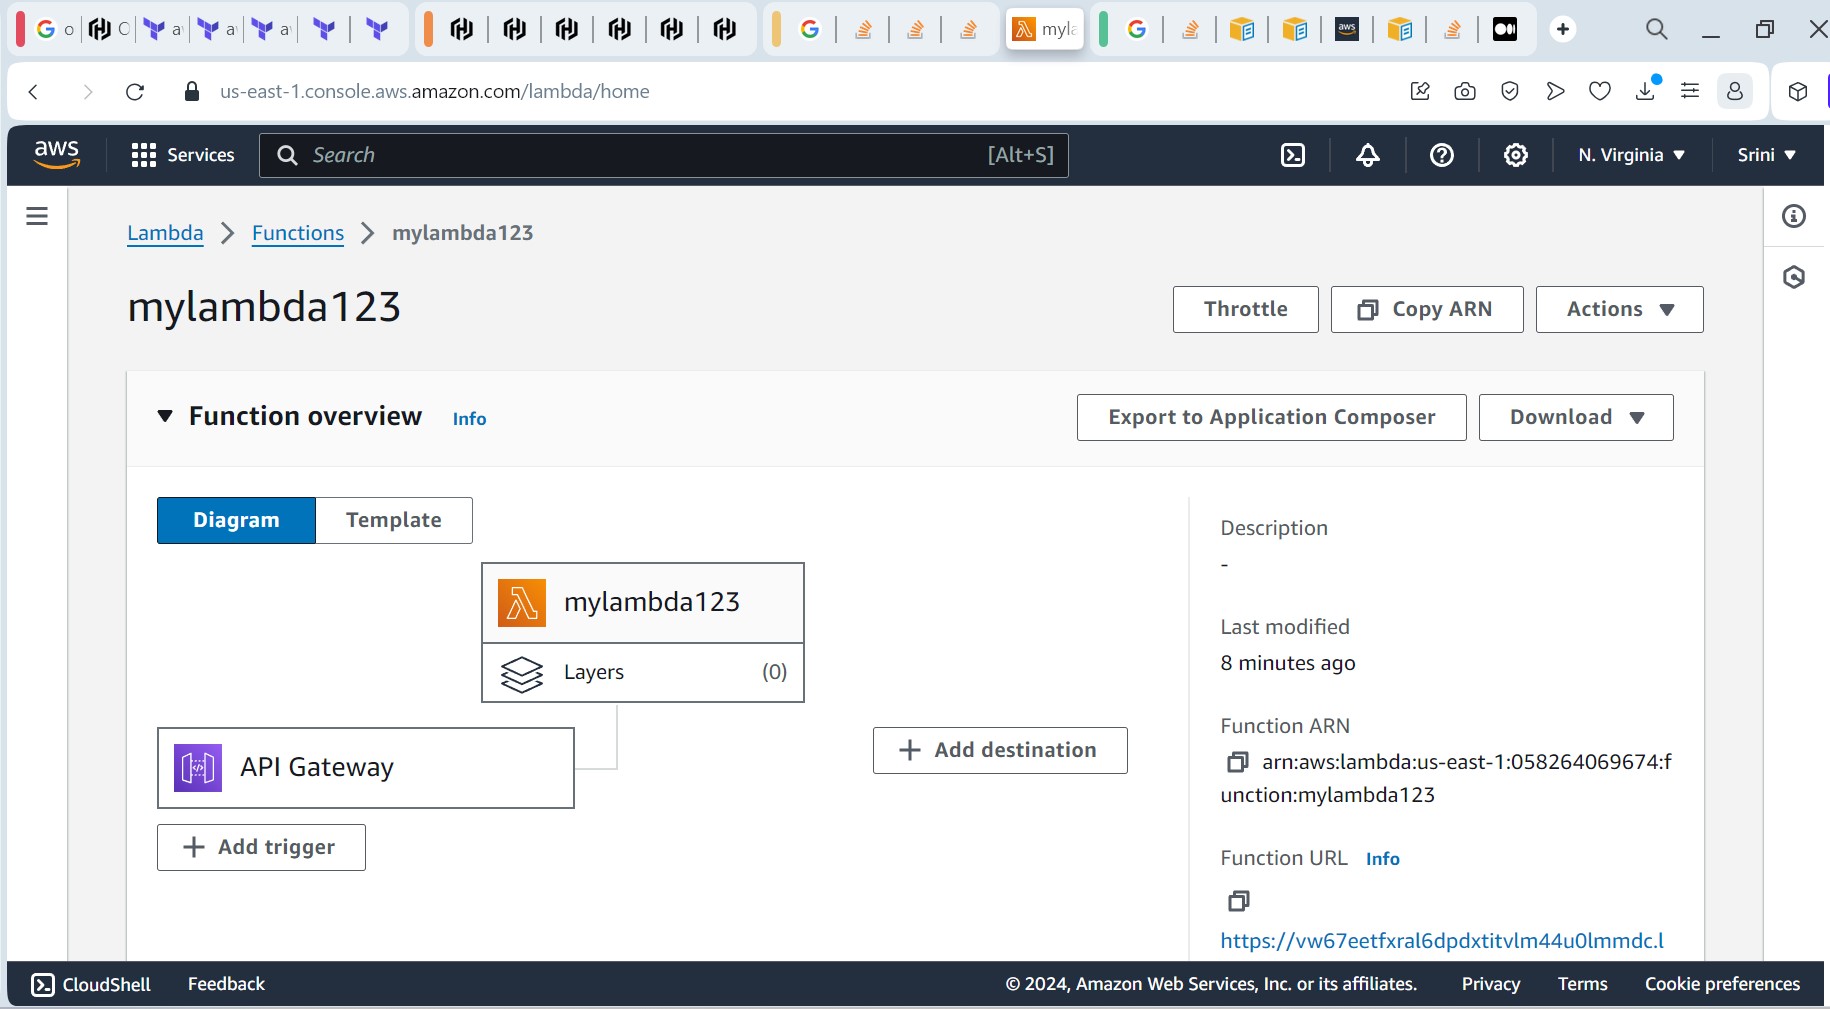 o
C
a
a
a
myla
aws
us-east-1.console.aws.amazon.com/lambda/home
aws
Services
Search
[Alt+S]
N. Virginia
Srini
Lambda
Functions
mylambda123
mylambda123
Throttle
Copy ARN
Actions
Function overview
Info
Export to Application Composer
Download
Diagram
Template
mylambda123
Layers
(0)
API Gateway
+ Add trigger
+ Add destination
Description
-
Last modified
8 minutes ago
Function ARN
arn:aws:lambda:us-east-1:058264069674:f
unction:mylambda123
Function URL
Info
https://vw67eetfxral6dpdxtitvlm44u0lmmdc.l
CloudShell
Feedback
© 2024, Amazon Web Services, Inc. or its affiliates.
Privacy
Terms
Cookie preferences